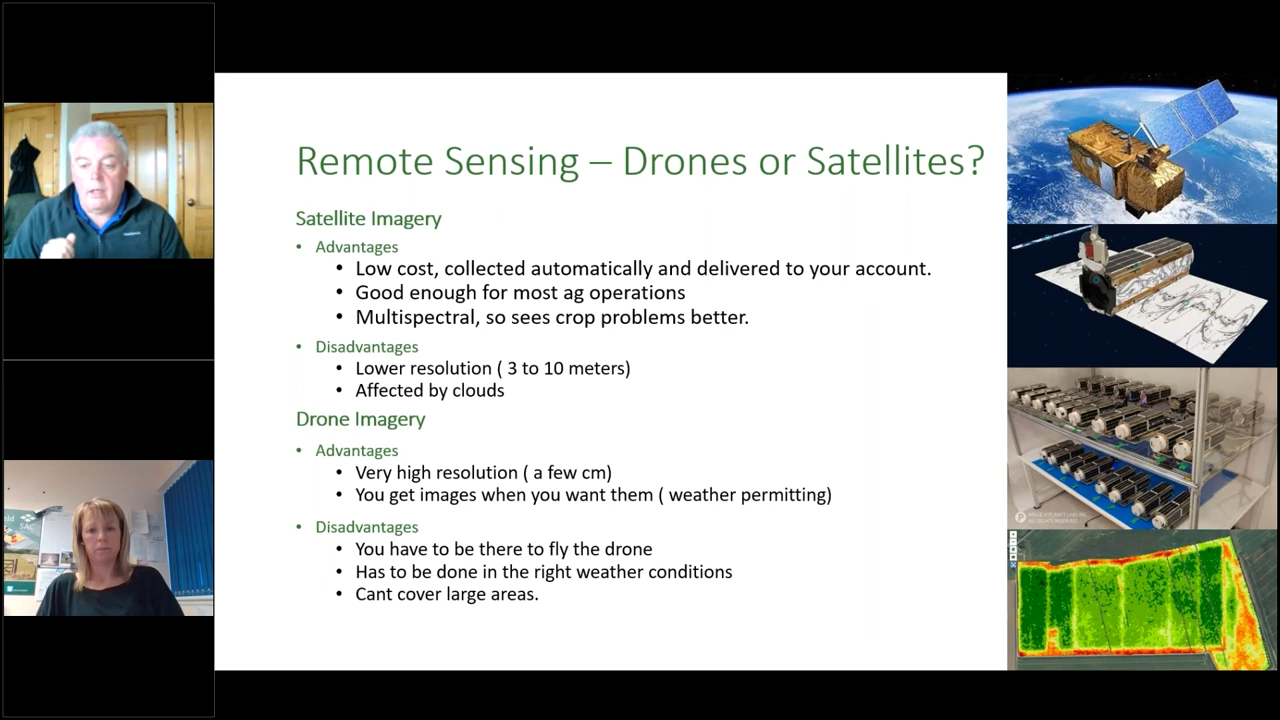 Remote Sensing – Drones or Satellites?
Satellite Imagery
• Advantages
• Low cost, collected automatically and delivered to your account.
• Good enough for most ag operations
• Multispectral, so sees crop problems better.
• Disadvantages
• Lower resolution ( 3 to 10 meters)
• Affected by clouds
Drone Imagery
• Advantages
• Very high resolution ( a few cm)
• You get images when you want them ( weather permitting)
• Disadvantages
• You have to be there to fly the drone
• Has to be done in the right weather conditions
• Cant cover large areas.
SAC